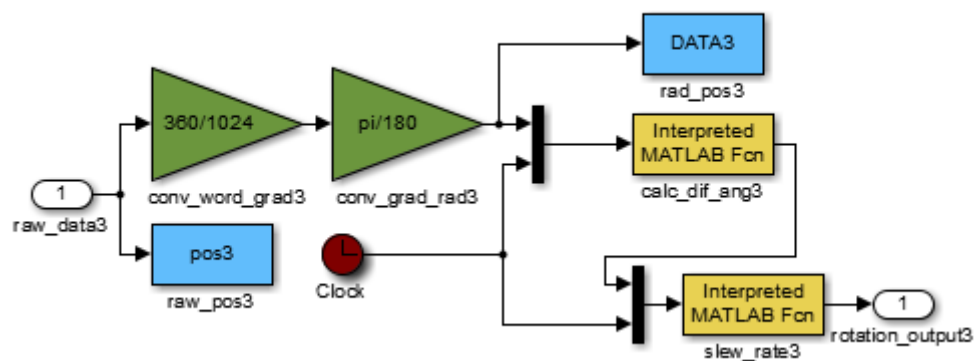 DATA3
rad_pos3
360/1024
conv_word_grad3
pi/180
conv_grad_rad3
Interpreted
MATLAB Fcn
calc_dif_ang3
1
raw_data3
pos3
raw_pos3
Clock
Interpreted
MATLAB Fcn
slew_rate3
1
rotation_output3